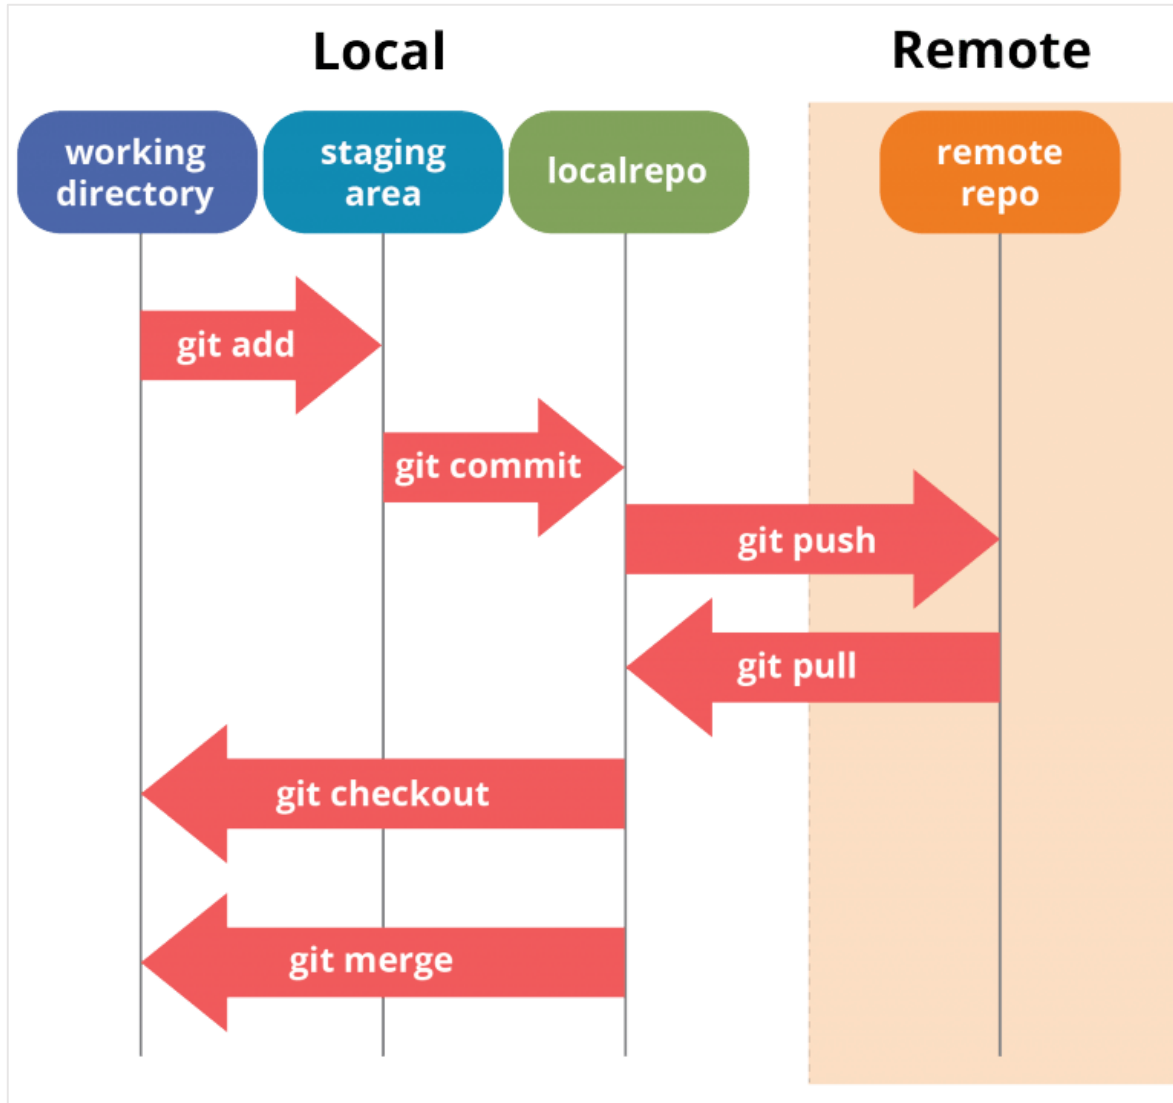 Local
Remote
working
directory
staging
area
localrepo
remote
repo
git add
git commit
git push
git pull
git checkout
git merge